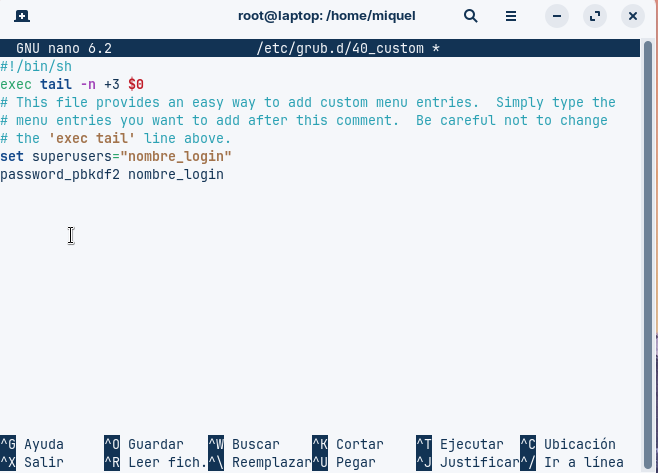 root@laptop: /home/miquel
GNU nano 6.2 /etc/grub.d/40_custom *
#!/bin/sh
exec tail -n +3 $0
# This file provides an easy way to add custom menu entries.  Simply type the
# menu entries you want to add after this comment.  Be careful not to change
# the 'exec tail' line above.
set superusers="nombre_login"
password_pbkdf2 nombre_login
^G Ayuda ^O Guardar ^W Buscar ^K Cortar ^T Ejecutar ^C Ubicación
^X Salir ^R Leer fich. ^\ Reemplazar ^U Pegar ^J Justificar ^/ Ir a línea